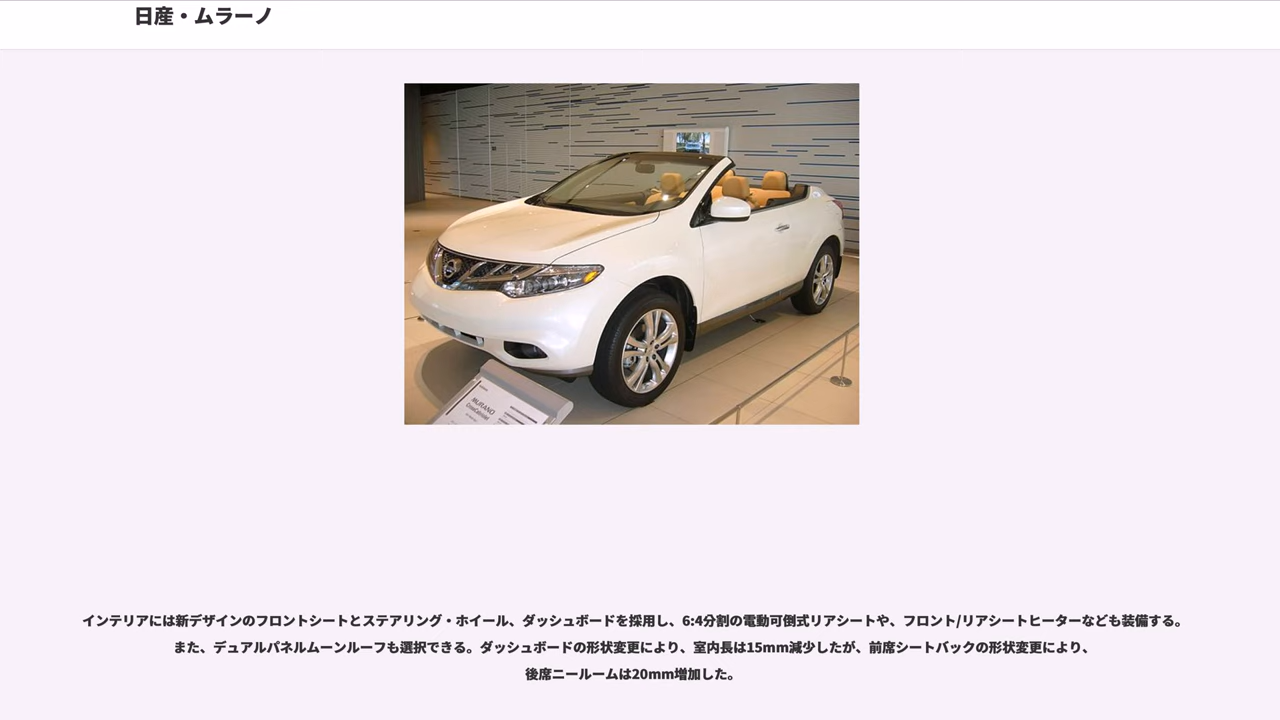 日産・ムラーノ
MURANO
CrossCabriolet
インテリアには新デザインのフロントシートとステアリング・ホイール、ダッシュボードを採用し、6:4分割の電動可倒式リアシートや、フロント/リアシートヒーターなども装備する。
また、デュアルパネルムーンルーフも選択できる。ダッシュボードの形状変更により、室内長は15mm減少したが、前席シートバックの形状変更により、
後席ニールームは20mm増加した。